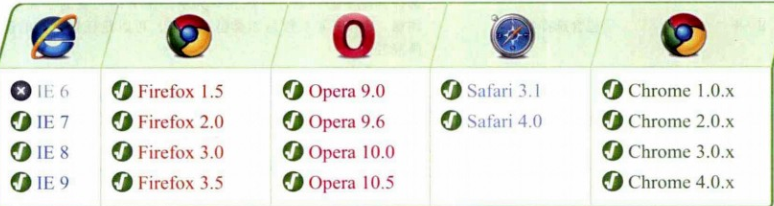 IE 6 Firefox 1.5 Opera 9.0 Safari 3.1 Chrome 1.0.x
IE 7 Firefox 2.0 Opera 9.6 Safari 4.0 Chrome 2.0.x
IE 8 Firefox 3.0 Opera 10.0 Chrome 3.0.x
IE 9 Firefox 3.5 Opera 10.5 Chrome 4.0.x